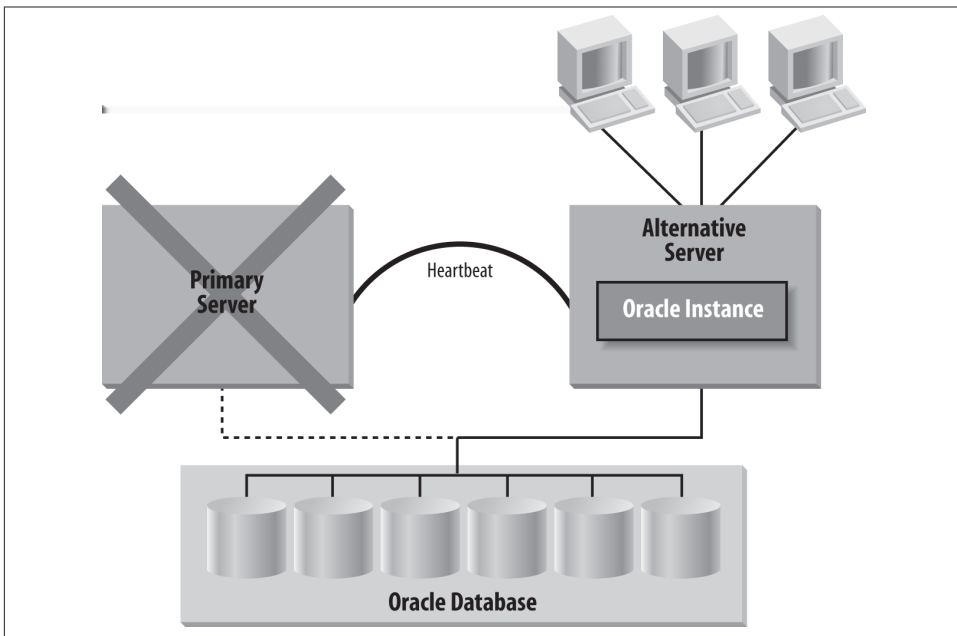 Alternative
Server
Heartbeat
Primary
Server
Oracle Instance
Oracle Database